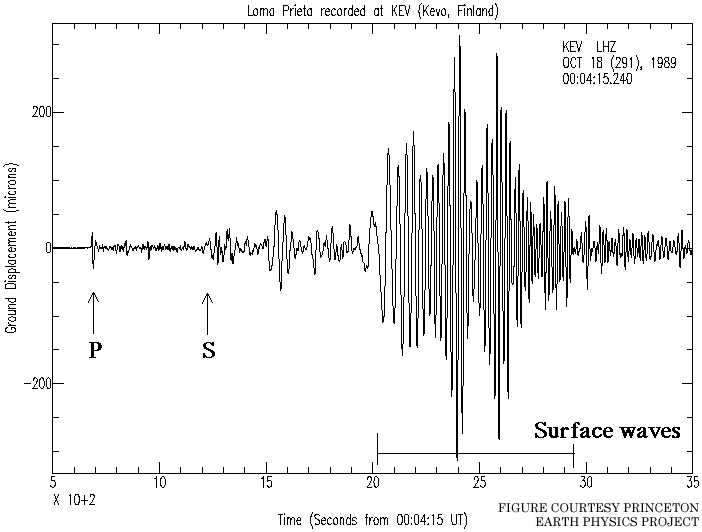 Loma Prieta recorded at KEV (Kevo, Finland)
KEV LHZ
OCT 18 (291), 1989
00:04:15.240
Ground Displacement (microns)
200
0
-200
P
S
Surface waves
5
10
15
20
25
30
35
X 10+2
Time (Seconds from 00:04:15 UT)
FIGURE COURTESY PRINCETON
EARTH PHYSICS PROJECT